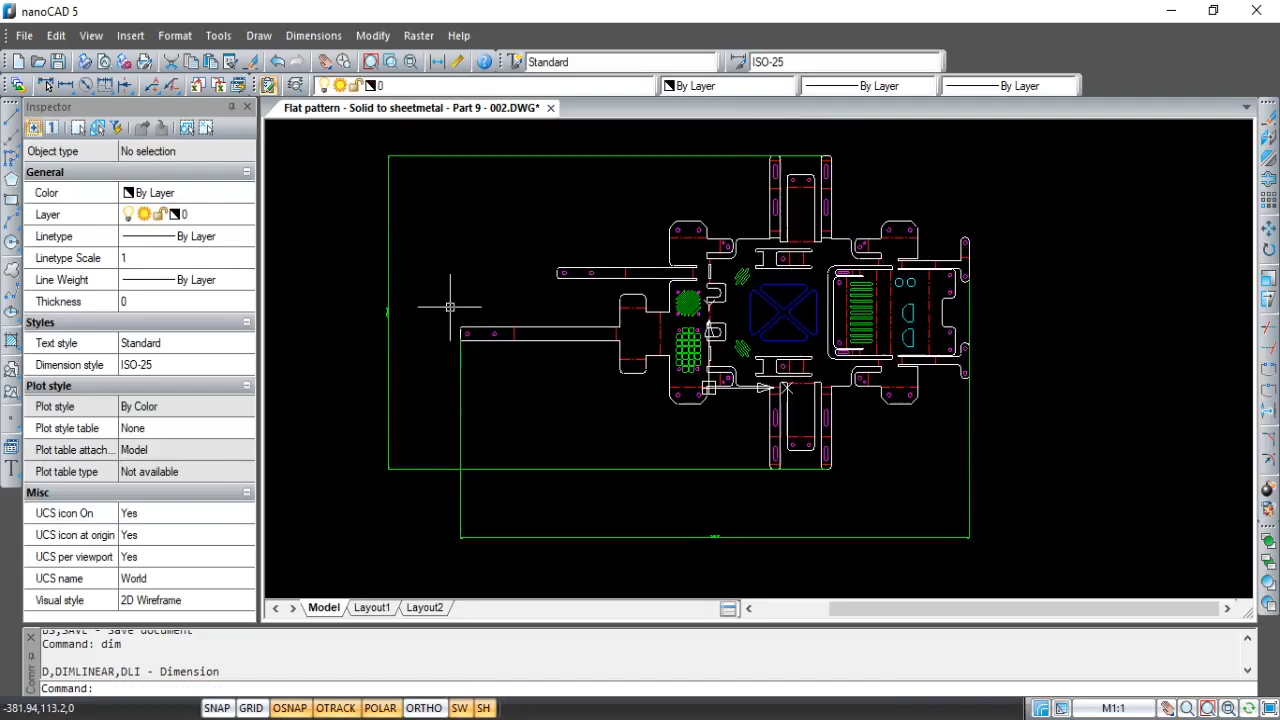 nanoCAD 5
File Edit View Insert Format Tools Draw Dimensions Modify Raster Help
Standard ISO-25
0 By Layer By Layer By Layer
Inspector
Flat pattern - Solid to sheetmetal - Part 9 - 002.DWG*
Object type No selection
General
Color By Layer
Layer 0
Linetype By Layer
Linetype Scale 1
Line Weight By Layer
Thickness 0
Styles
Text style Standard
Dimension style ISO-25
Plot style
Plot style By Color
Plot style table None
Plot table attach... Model
Plot table type Not available
Misc
UCS icon On Yes
UCS icon at origin Yes
UCS per viewport Yes
UCS name World
Visual style 2D Wireframe
Model Layout1 Layout2
BS,SAVE - Save document
Command: dim
D,DIMLINEAR,DLI - Dimension
Command:
-381.94,113.2,0 SNAP GRID OSNAP OTRACK POLAR ORTHO SW SH M1:1